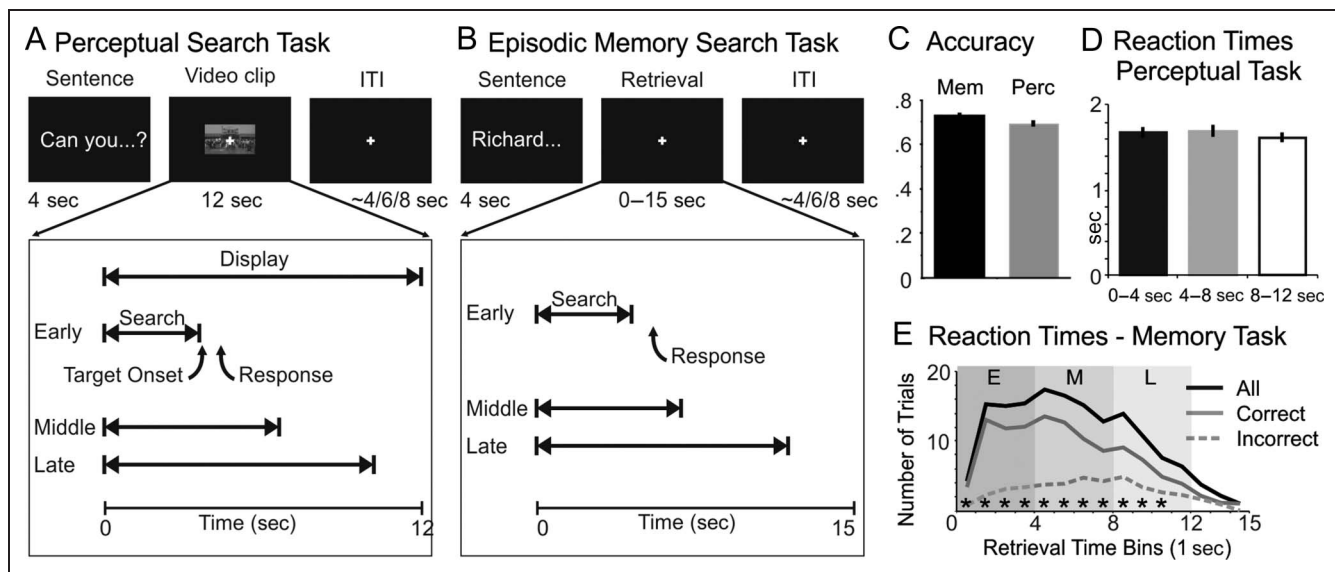 A Perceptual Search Task
Sentence Video clip ITI
Can you...?
4 sec 12 sec ~4/6/8 sec
Display
Search
Early
Target Onset Response
Middle
Late
0 Time (sec) 12
B Episodic Memory Search Task
Sentence Retrieval ITI
Richard...
4 sec 0–15 sec ~4/6/8 sec
Search
Early
Response
Middle
Late
0 Time (sec) 15
C Accuracy
Mem Perc
.8
.6
.4
.2
0
D Reaction Times
Perceptual Task
2
1
sec
0
0–4 sec 4–8 sec 8–12 sec
E Reaction Times - Memory Task
20
10
Number of Trials
E M L
All
Correct
Incorrect
* * * * * * * * * * *
0 4 8 12 15
Retrieval Time Bins (1 sec)